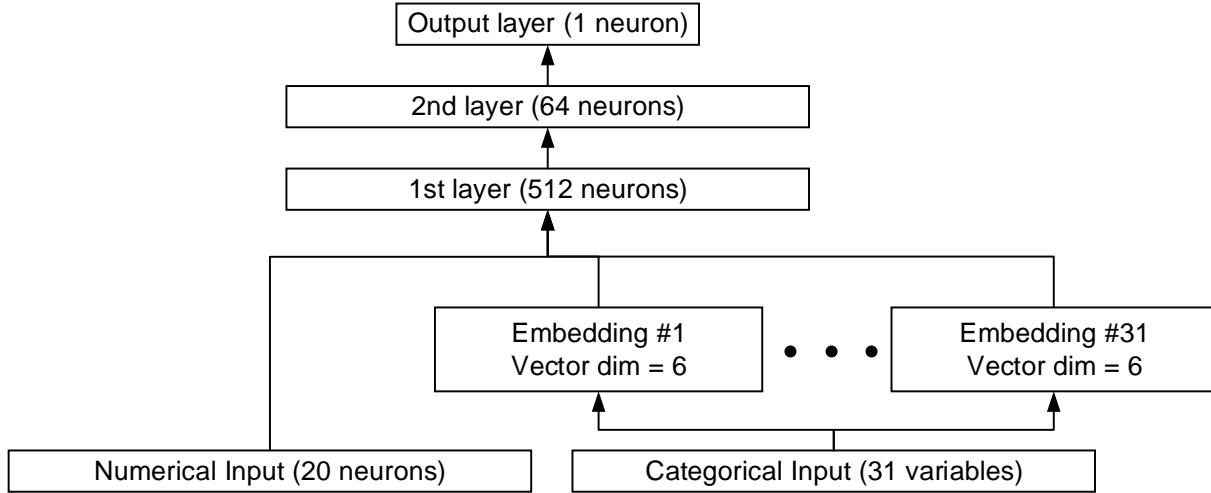 Output layer (1 neuron)
2nd layer (64 neurons)
1st layer (512 neurons)
Embedding #1
Vector dim = 6
Embedding #31
Vector dim = 6
Numerical Input (20 neurons)
Categorical Input (31 variables)